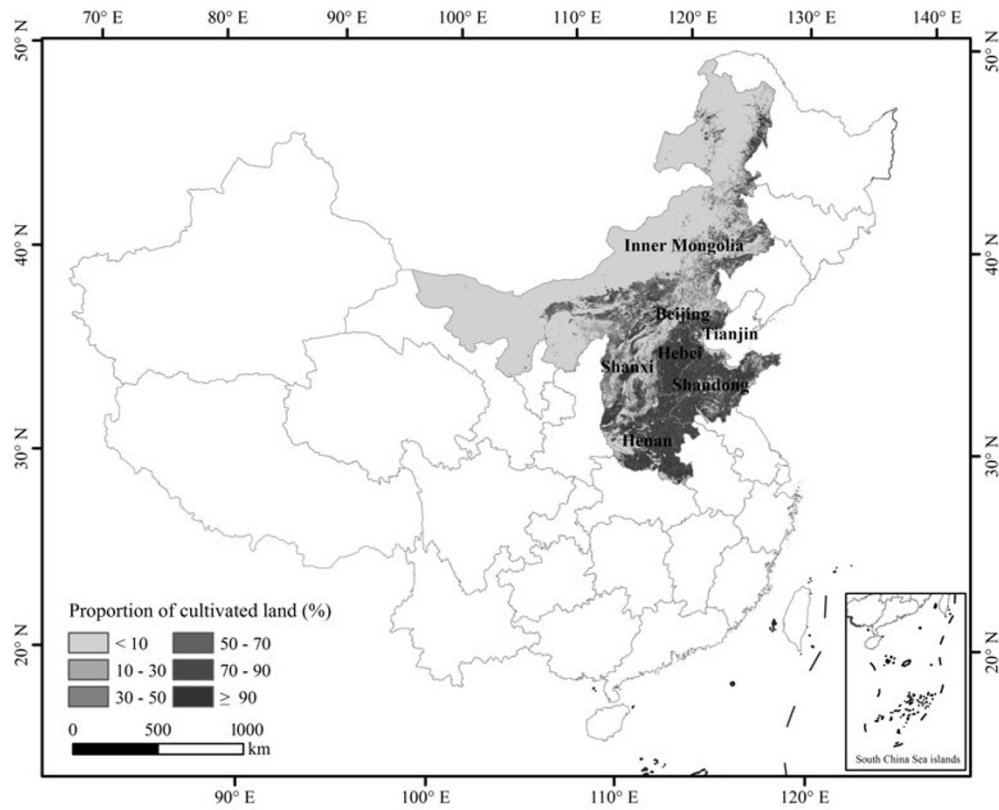 70° E 80° E 90° E 100° E 110° E 120° E 130° E 140° E
50° N
50° N
40° N
40° N
30° N
30° N
20° N
20° N
Inner Mongolia
Beijing
Tianjin
Hebei
Shanxi
Shandong
Henan
Proportion of cultivated land (%)
< 10
50 - 70
10 - 30
70 - 90
30 - 50
≥ 90
0 500 1000
km
South China Sea islands
90° E 100° E 110° E 120° E